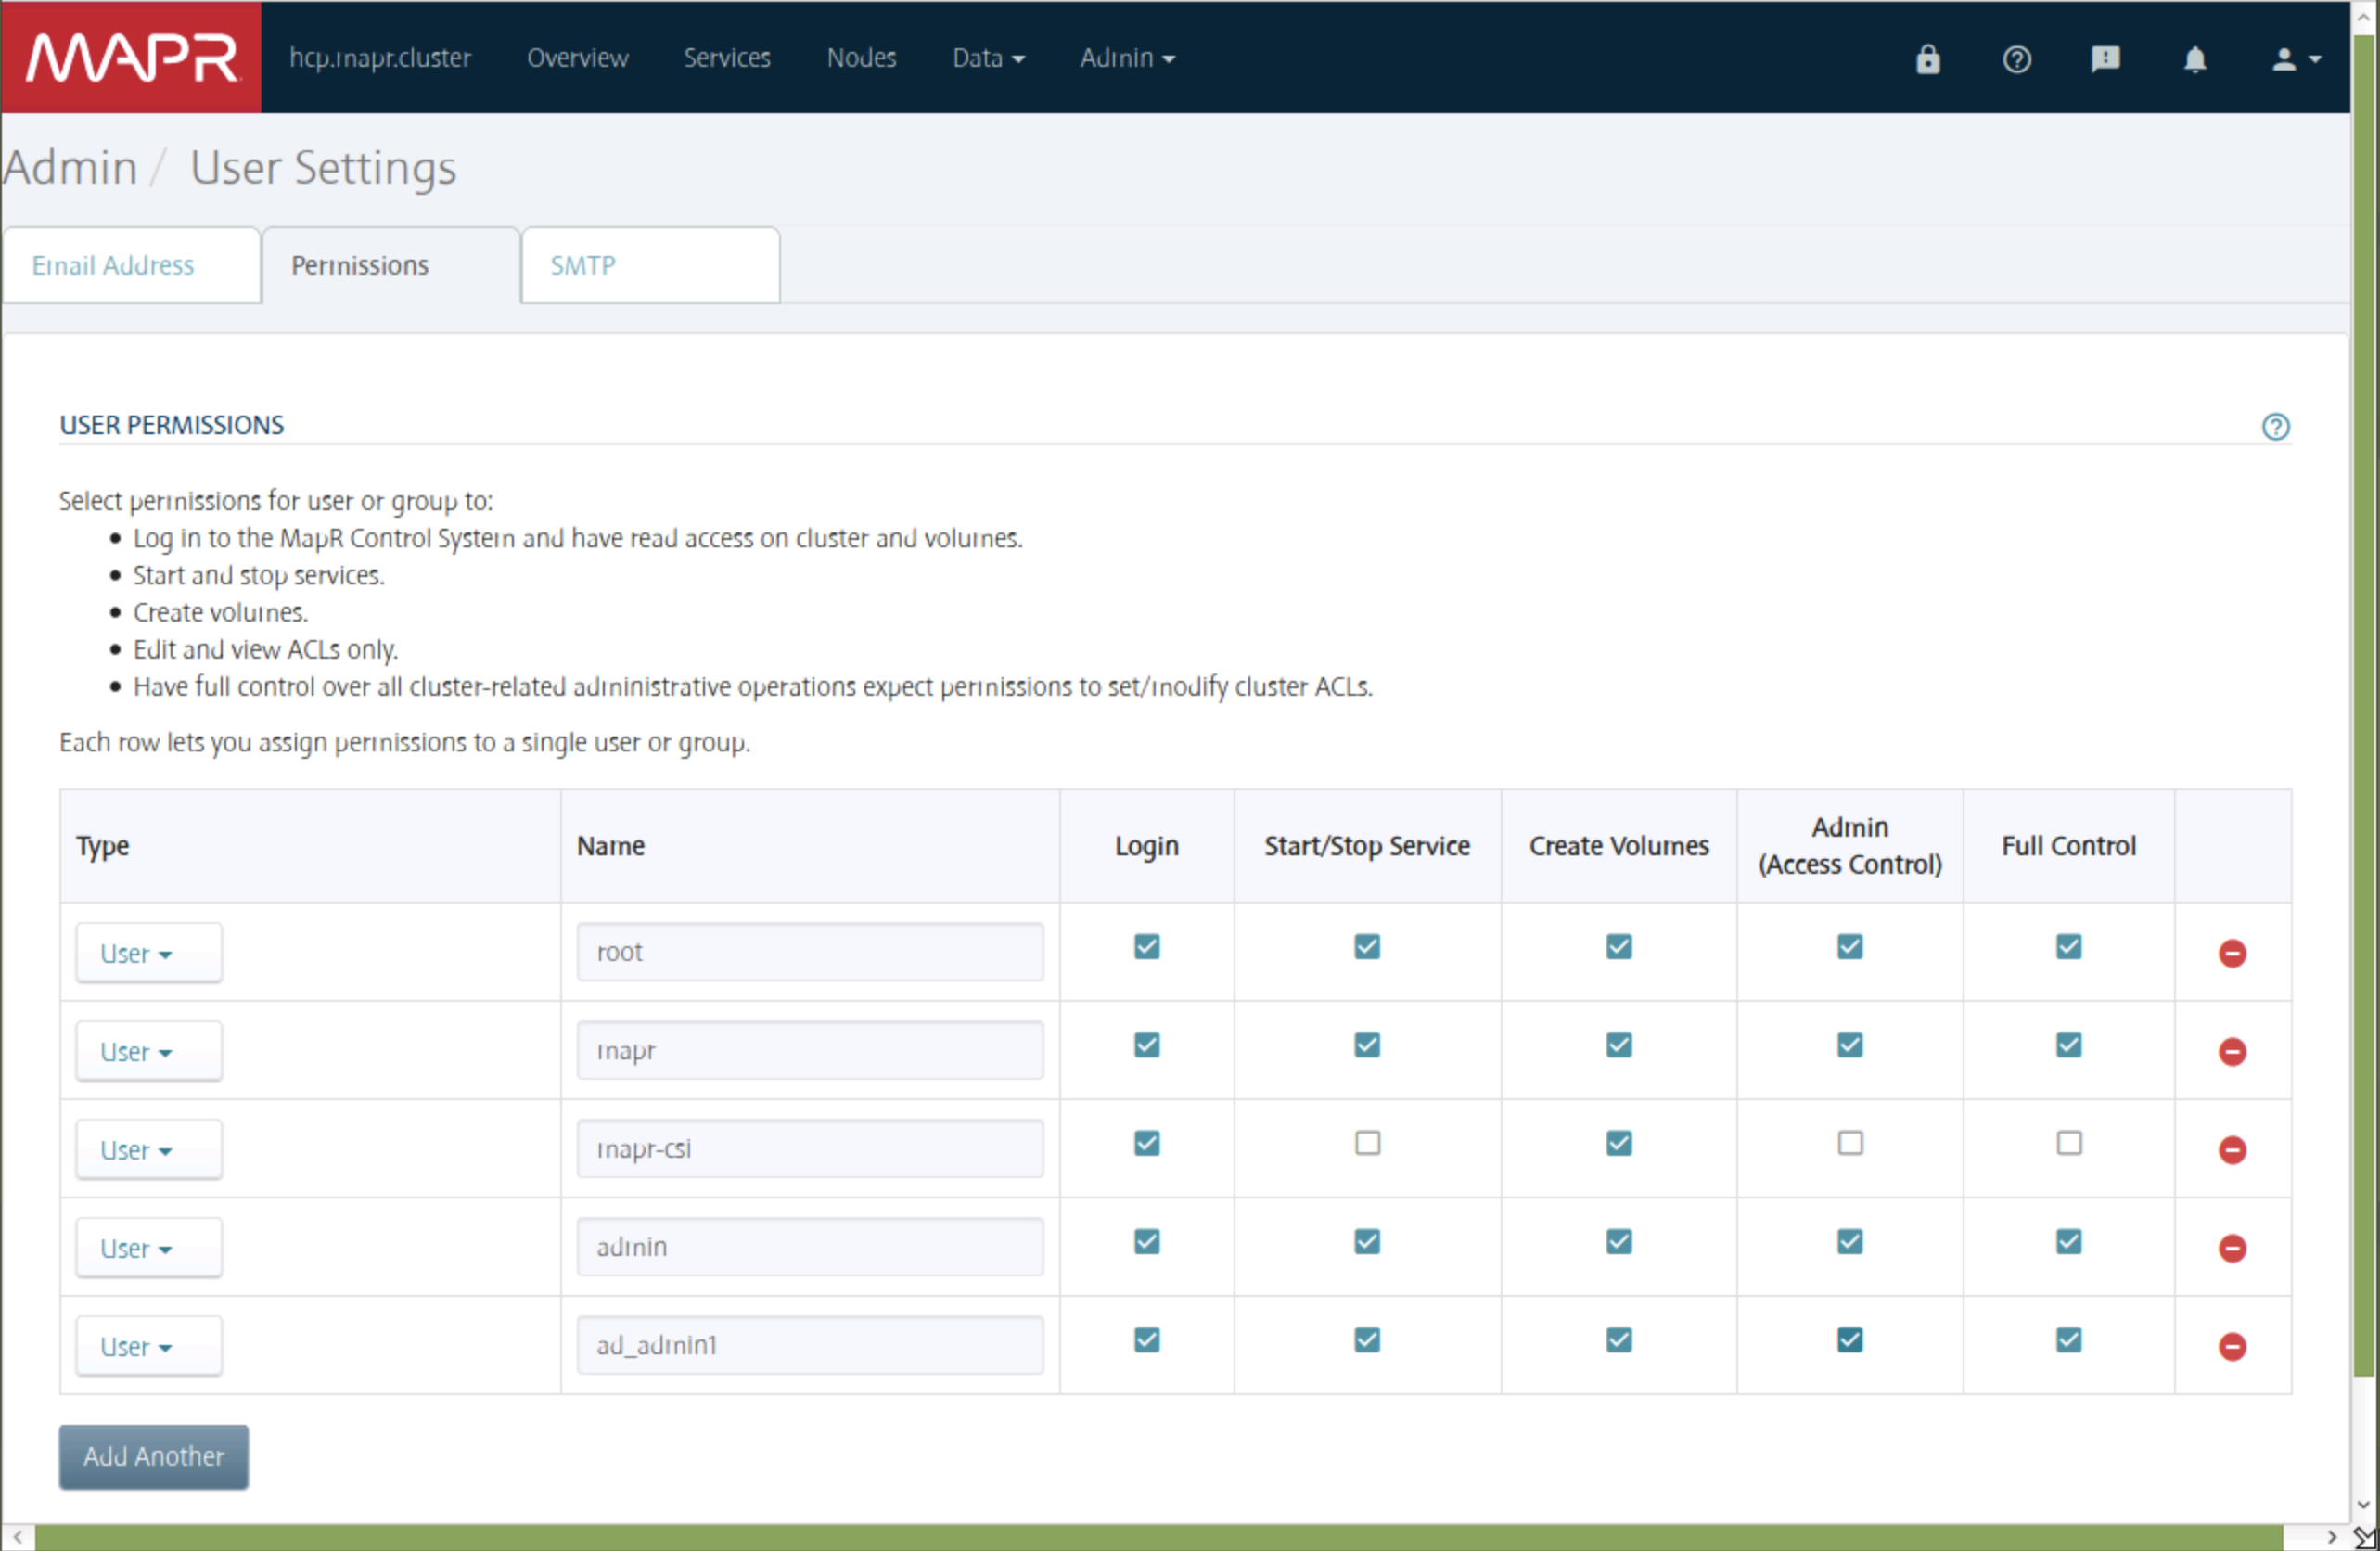 MAPR hcp.mapr.cluster Overview Services Nodes Data Admin
Admin / User Settings
Email Address Permissions SMTP
USER PERMISSIONS
Select permissions for user or group to:
• Log in to the MapR Control System and have read access on cluster and volumes.
• Start and stop services.
• Create volumes.
• Edit and view ACLs only.
• Have full control over all cluster-related administrative operations expect permissions to set/modify cluster ACLs.
Each row lets you assign permissions to a single user or group.
Type Name Login Start/Stop Service Create Volumes Admin (Access Control) Full Control
User root
User mapr
User mapr-csi
User admin
User ad_admin1
Add Another